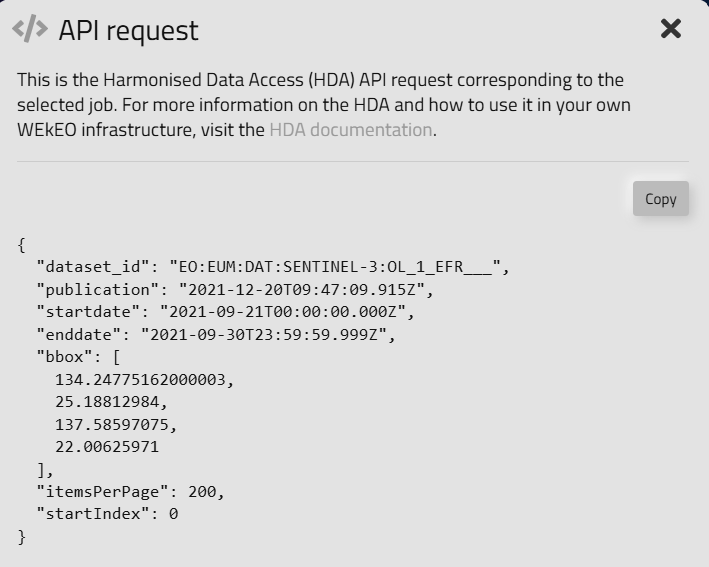 </> API request
This is the Harmonised Data Access (HDA) API request corresponding to the
selected job. For more information on the HDA and how to use it in your own
WEkEO infrastructure, visit the HDA documentation.
Copy
{
  "dataset_id": "EO:EUM:DAT:SENTINEL-3:OL_1_EFR___",
  "publication": "2021-12-20T09:47:09.915Z",
  "startdate": "2021-09-21T00:00:00.000Z",
  "enddate": "2021-09-30T23:59:59.999Z",
  "bbox": [
    134.24775162000003,
    25.18812984,
    137.58597075,
    22.00625971
  ],
  "itemsPerPage": 200,
  "startIndex": 0
}